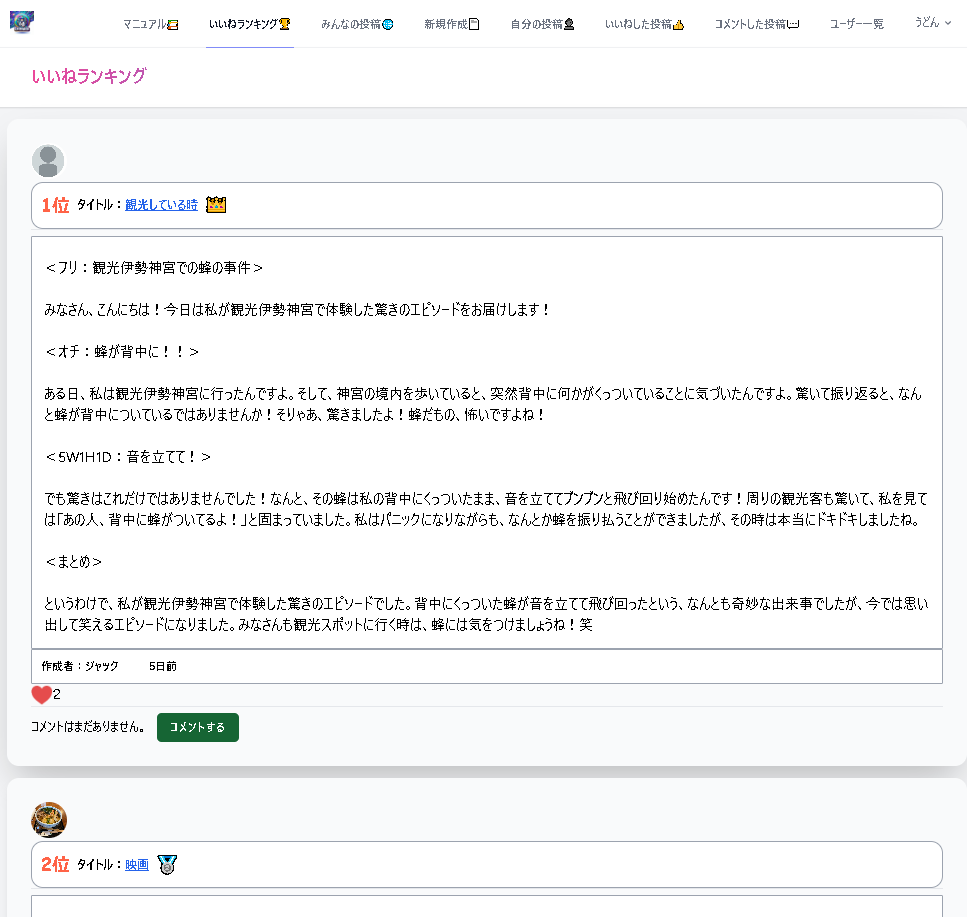 マニュアル
いいねランキング
みんなの投稿
新規作成
自分の投稿
いいねした投稿
コメントした投稿
ユーザー一覧
うどん
いいねランキング
1位 タイトル：観光している時
＜フリ：観光伊勢神宮での蜂の事件＞
みなさん、こんにちは！今日は私が観光伊勢神宮で体験した驚きのエピソードをお届けします！
＜オチ：蜂が背中に！！＞
ある日、私は観光伊勢神宮に行ったんですよ。そして、神宮の境内を歩いていると、突然背中に何かがくっついていることに気づいたんですよ。驚いて振り返ると、なん
と蜂が背中についているではありませんか！そりゃあ、驚きましたよ！蜂だもの、怖いですよね！
＜5W1H1D：音を立てて！＞
でも驚きはこれだけではありませんでした！なんと、その蜂は私の背中にくっついたまま、音を立ててブンブンと飛び回り始めたんです！周りの観光客も驚いて、私を見て
は「あの人、背中に蜂がついてるよ！」と固まっていました。私はパニックになりながらも、なんとか蜂を振り払うことができましたが、その時は本当にドキドキしましたね。
＜まとめ＞
というわけで、私が観光伊勢神宮で体験した驚きのエピソードでした。背中にくっついた蜂が音を立てて飛び回ったという、なんとも奇妙な出来事でしたが、今では思い
出して笑えるエピソードになりました。みなさんも観光スポットに行く時は、蜂には気をつけましょうね！笑
作成者：ジャック 5日前
2
コメントはまだありません。 コメントする
2位 タイトル：映画